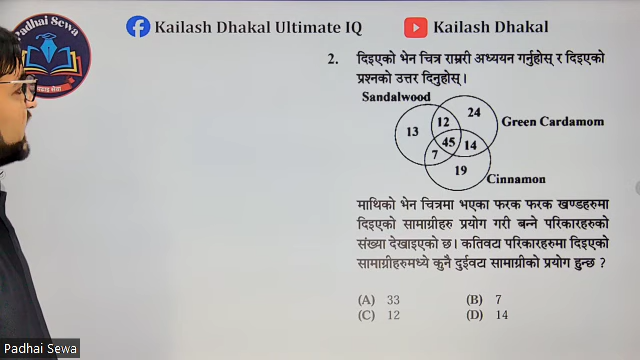 Padhai Sewa
Kailash Dhakal Ultimate IQ
Kailash Dhakal
2. दिइएको भेन चित्र राम्ररी अध्ययन गर्नुहोस् र दिइएको
प्रश्नको उत्तर दिनुहोस् ।
Sandalwood
24
12
Green Cardamom
13
45
14
7
19
Cinnamon
माथिको भेन चित्रमा भएका फरक फरक खण्डहरुमा
दिइएको सामाग्रीहरु प्रयोग गरी बन्ने परिकारहरुको
संख्या देखाइएको छ। कतिवटा परिकारहरुमा दिइएको
सामाग्रीहरुमध्ये कुनै दुईवटा सामाग्रीको प्रयोग हुन्छ ?
(A) 33 (B) 7
(C) 12 (D) 14
Padhai Sewa